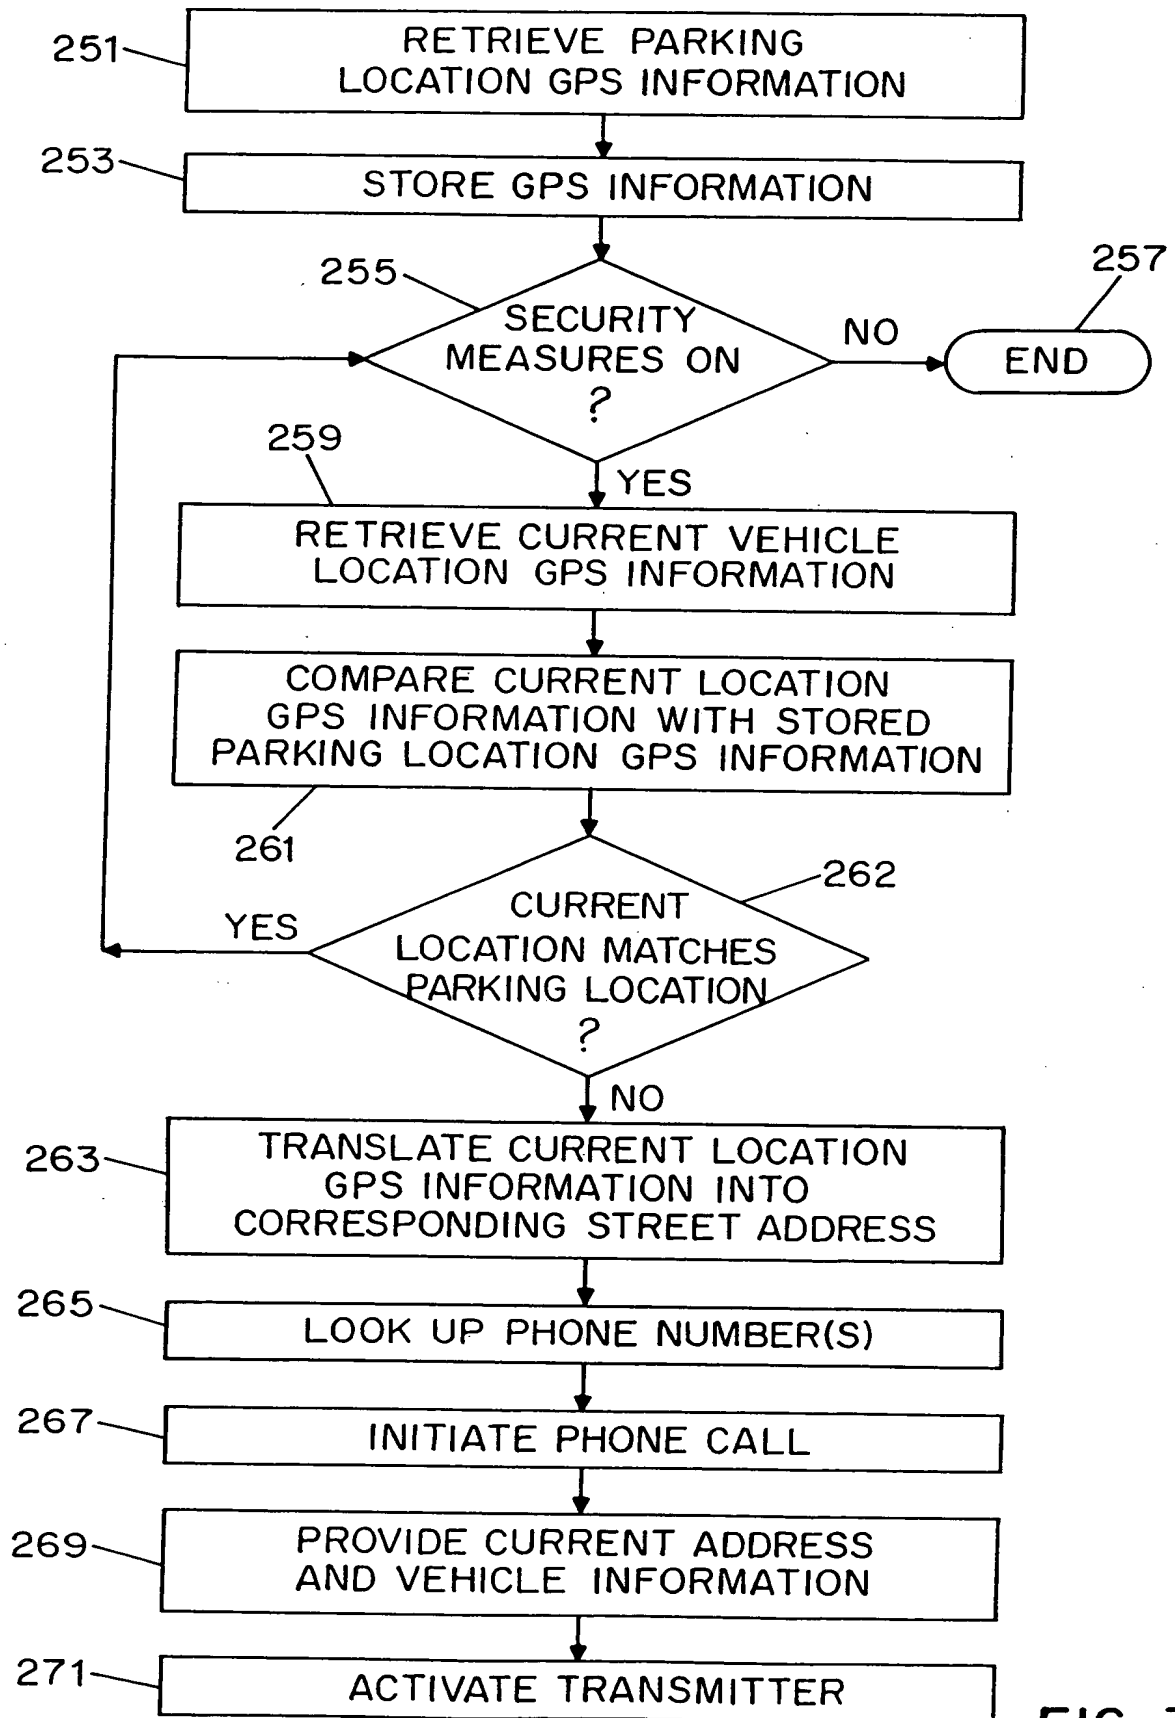 251
RETRIEVE PARKING
LOCATION GPS INFORMATION
253
STORE GPS INFORMATION
255
SECURITY
MEASURES ON
?
NO
257
END
YES
259
RETRIEVE CURRENT VEHICLE
LOCATION GPS INFORMATION
COMPARE CURRENT LOCATION
GPS INFORMATION WITH STORED
PARKING LOCATION GPS INFORMATION
261
262
CURRENT
LOCATION MATCHES
PARKING LOCATION
?
YES
NO
263
TRANSLATE CURRENT LOCATION
GPS INFORMATION INTO
CORRESPONDING STREET ADDRESS
265
LOOK UP PHONE NUMBER(S)
267
INITIATE PHONE CALL
269
PROVIDE CURRENT ADDRESS
AND VEHICLE INFORMATION
271
ACTIVATE TRANSMITTER
FIG.